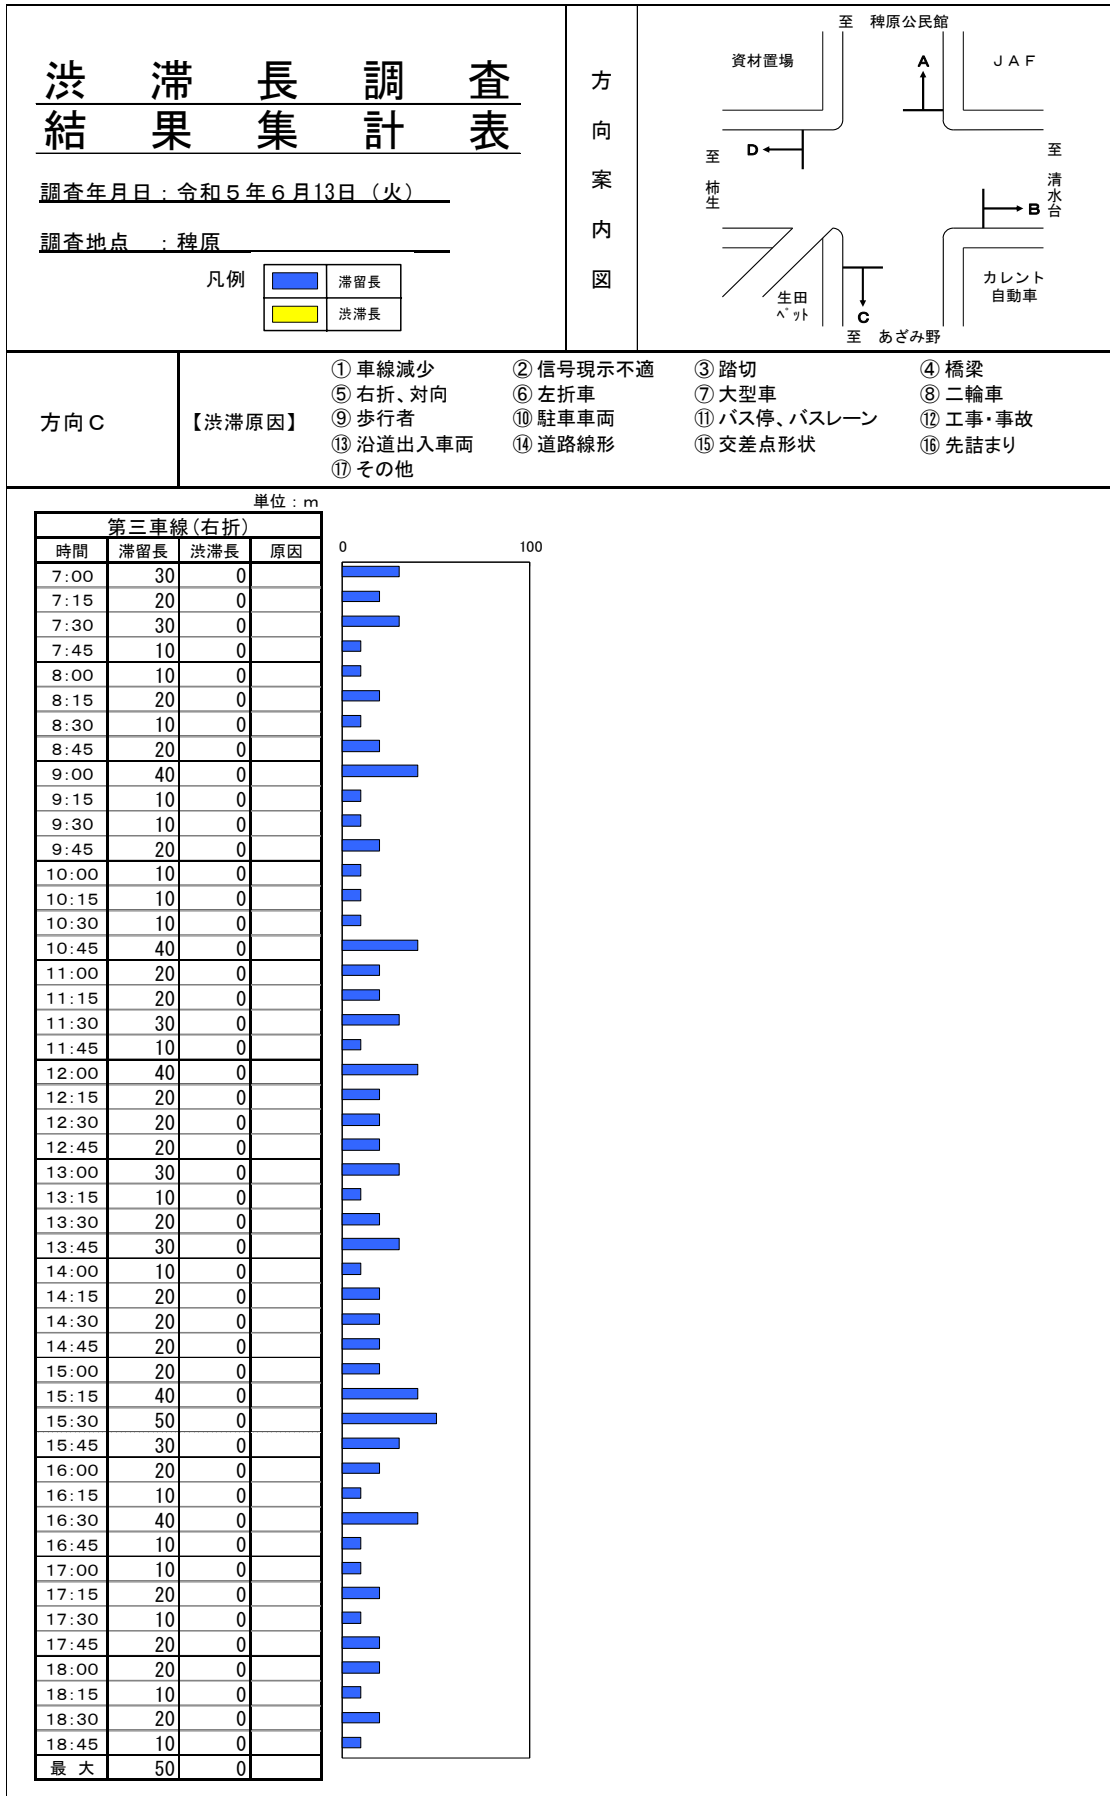 渋滞長調査
結果集計表
調査年月日：令和５年６月13日（火）
調査地点　：稗原
凡例
滞留長
渋滞長
方向案内図
至　稗原公民館
資材置場
A
ＪＡＦ
至　柿生
D
至　清水台
B
生田
ペット
C
カレント
自動車
至　あざみ野
方向Ｃ
【渋滞原因】
① 車線減少　② 信号現示不適　③ 踏切　④ 橋梁
⑤ 右折、対向　⑥ 左折車　⑦ 大型車　⑧ 二輪車
⑨ 歩行者　⑩ 駐車車両　⑪ バス停、バスレーン　⑫ 工事・事故
⑬ 沿道出入車両　⑭ 道路線形　⑮ 交差点形状　⑯ 先詰まり
⑰ その他
単位：ｍ
第三車線(右折)
時間 滞留長 渋滞長 原因
0 100
7:00 30 0
7:15 20 0
7:30 30 0
7:45 10 0
8:00 10 0
8:15 20 0
8:30 10 0
8:45 20 0
9:00 40 0
9:15 10 0
9:30 10 0
9:45 20 0
10:00 10 0
10:15 10 0
10:30 10 0
10:45 40 0
11:00 20 0
11:15 20 0
11:30 30 0
11:45 10 0
12:00 40 0
12:15 20 0
12:30 20 0
12:45 20 0
13:00 30 0
13:15 10 0
13:30 20 0
13:45 30 0
14:00 10 0
14:15 20 0
14:30 20 0
14:45 20 0
15:00 20 0
15:15 40 0
15:30 50 0
15:45 30 0
16:00 20 0
16:15 10 0
16:30 40 0
16:45 10 0
17:00 10 0
17:15 20 0
17:30 10 0
17:45 20 0
18:00 20 0
18:15 10 0
18:30 20 0
18:45 10 0
最 大 50 0